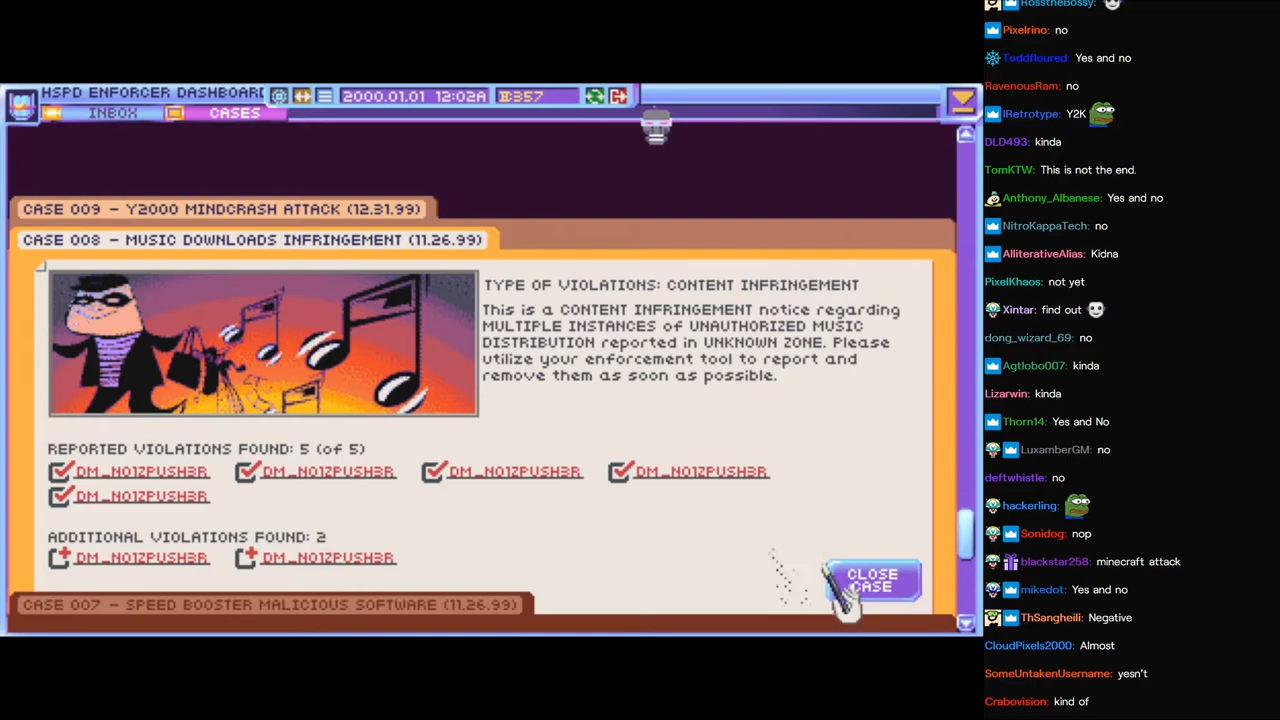 HSPD ENFORCER DASHBOARD
2000.01.01 12:02A
357
INBOX
CASES
CASE 009 - Y2000 MINDCRASH ATTACK (12.31.99)
CASE 008 - MUSIC DOWNLOADS INFRINGEMENT (11.26.99)
TYPE OF VIOLATIONS: CONTENT INFRINGEMENT
This is a CONTENT INFRINGEMENT notice regarding
MULTIPLE INSTANCES of UNAUTHORIZED MUSIC
DISTRIBUTION reported in UNKNOWN ZONE. Please
utilize your enforcement tool to report and
remove them as soon as possible.
REPORTED VIOLATIONS FOUND: 5 (of 5)
DM_NO1ZPUSH3R DM_NO1ZPUSH3R DM_NO1ZPUSH3R DM_NO1ZPUSH3R
DM_NO1ZPUSH3R
ADDITIONAL VIOLATIONS FOUND: 2
DM_NO1ZPUSH3R DM_NO1ZPUSH3R
CLOSE
CASE
CASE 007 - SPEED BOOSTER MALICIOUS SOFTWARE (11.26.99)
RosstheBossy:
Pixelrino: no
Toddfloured: Yes and no
RavenousRam: no
IRetrotype: Y2K
DLD493: kinda
TomKTW: This is not the end.
Anthony_Albanese: Yes and no
NitroKappaTech: no
AlliterativeAlias: Kidna
PixelKhaos: not yet
Xintar: find out
dong_wizard_69: no
Agtlobo007: kinda
Lizarwin: kinda
Thorn14: Yes and No
LuxamberGM: no
deftwhistle: no
hackerling:
Sonidog: nop
blackstar258: minecraft attack
mikedot: Yes and no
ThSangheili: Negative
CloudPixels2000: Almost
SomeUntakenUsername: yesn't
Crabovision: kind of